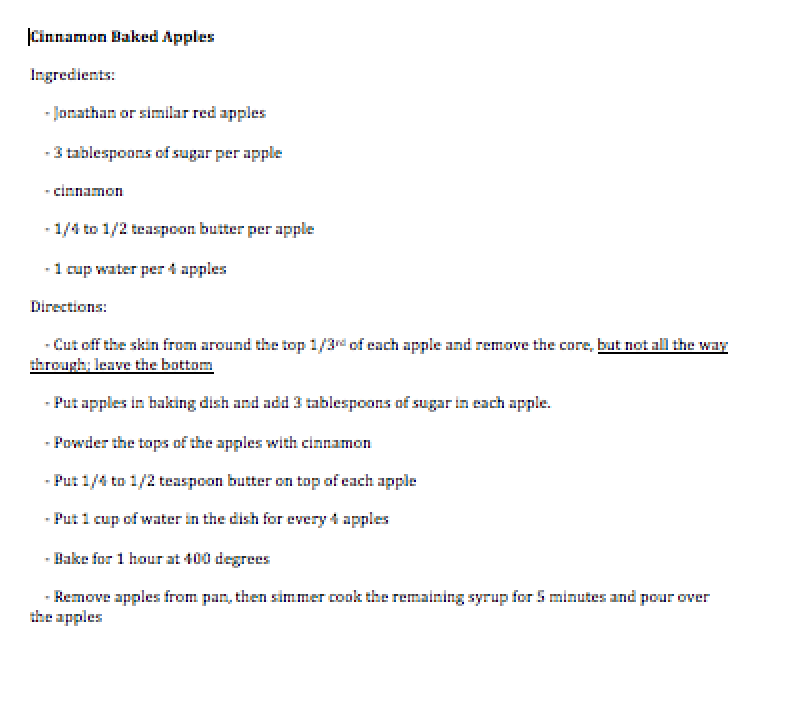 Cinnamon Baked Apples
Ingredients:
- Jonathan or similar red apples
- 3 tablespoons of sugar per apple
- cinnamon
- 1/4 to 1/2 teaspoon butter per apple
- 1 cup water per 4 apples
Directions:
- Cut off the skin from around the top 1/3rd of each apple and remove the core, but not all the way
through; leave the bottom
- Put apples in baking dish and add 3 tablespoons of sugar in each apple.
- Powder the tops of the apples with cinnamon
- Put 1/4 to 1/2 teaspoon butter on top of each apple
- Put 1 cup of water in the dish for every 4 apples
- Bake for 1 hour at 400 degrees
- Remove apples from pan, then simmer cook the remaining syrup for 5 minutes and pour over
the apples